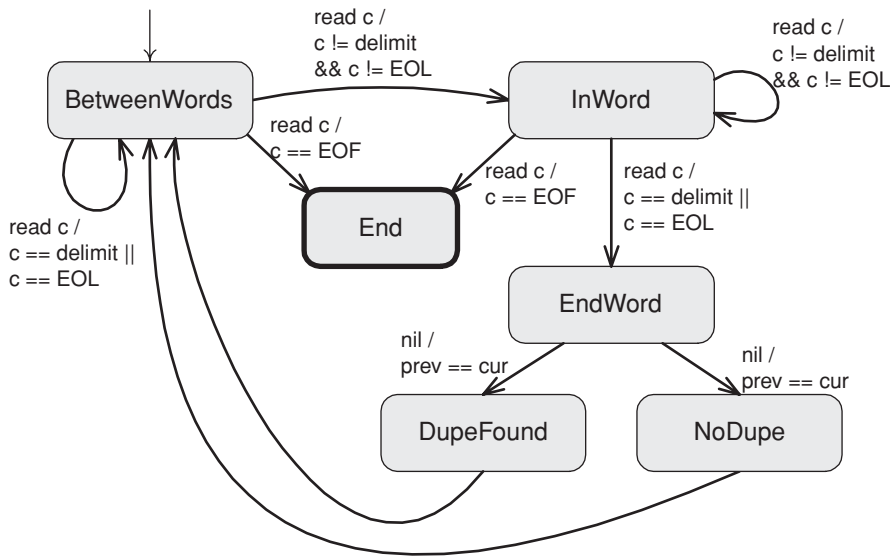 read c /
c != delimit
&& c != EOL
read c /
c != delimit
&& c != EOL
BetweenWords
InWord
read c /
c == EOF
read c /
c == EOF
read c /
c == delimit ||
c == EOL
End
read c /
c == delimit ||
c == EOL
EndWord
nil /
prev == cur
nil /
prev == cur
DupeFound
NoDupe